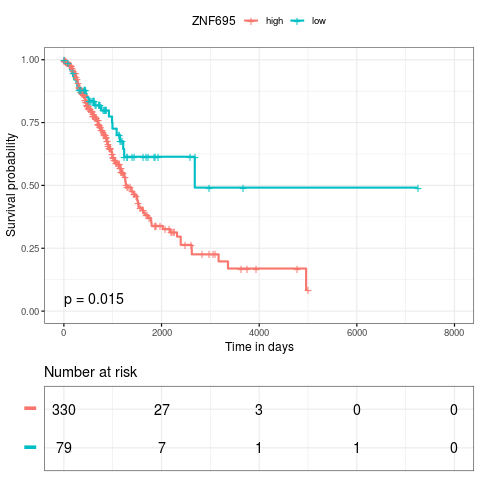 ZNF695 high low
1.00
0.75
0.50
0.25
0.00
Survival probability
p = 0.015
0 2000 4000 6000 8000
Time in days
Number at risk
330 27 3 0 0
79 7 1 1 0